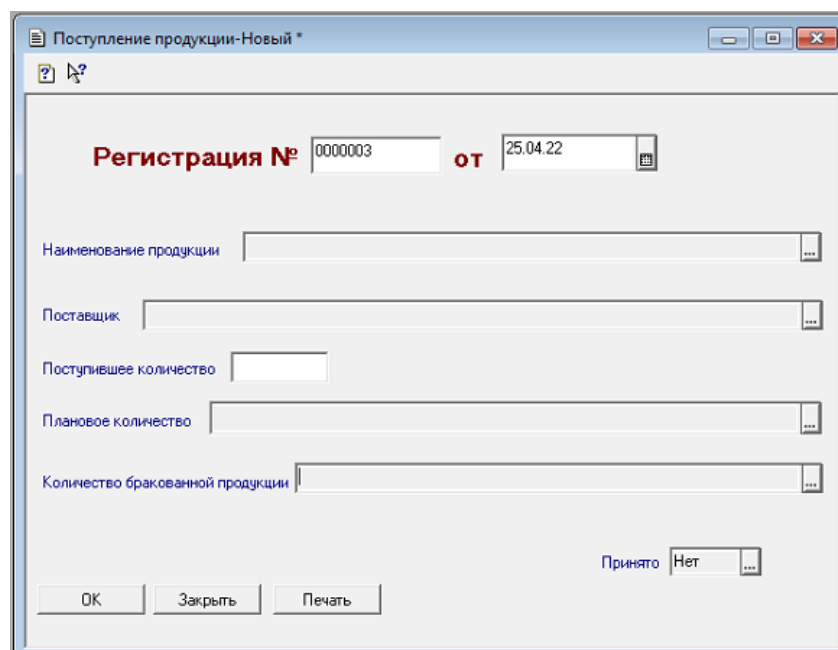 Поступление продукции-Новый *
Регистрация № 0000003 от 25.04.22
Наименование продукции ...
Поставщик ...
Поступившее количество
Плановое количество ...
Количество бракованной продукции ...
Принято Нет ...
OK Закрыть Печать